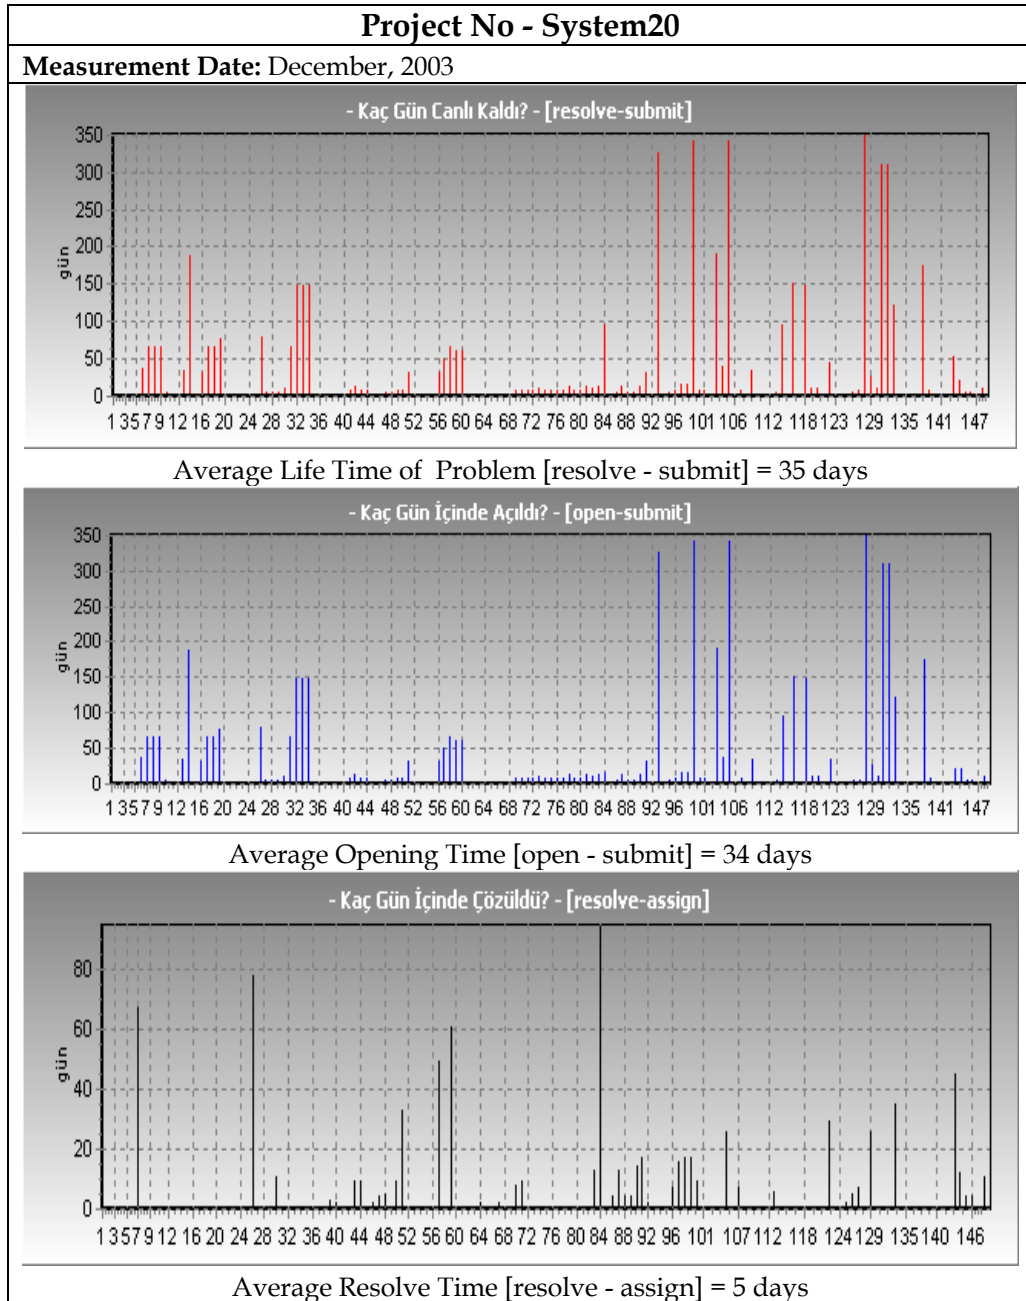 Project No - System20
Measurement Date: December, 2003
- Kaç Gün Canlı Kaldı? - [resolve-submit]
350
300
250
200
150
100
50
0
gün
1 3 5 7 9 12 16 20 24 28 32 36 40 44 48 52 56 60 64 68 72 76 80 84 88 92 96 101 106 112 118 123 129 135 141 147
Average Life Time of Problem [resolve - submit] = 35 days
- Kaç Gün İçinde Açıldı? - [open-submit]
350
300
250
200
150
100
50
0
gün
1 3 5 7 9 12 16 20 24 28 32 36 40 44 48 52 56 60 64 68 72 76 80 84 88 92 96 101 106 112 118 123 129 135 141 147
Average Opening Time [open - submit] = 34 days
- Kaç Gün İçinde Çözüldü? - [resolve-assign]
80
60
40
20
0
gün
1 3 5 7 9 12 16 20 24 28 32 36 40 44 48 52 56 60 64 68 72 76 80 84 88 92 96 101 107 113 118 124 129 135 140 146
Average Resolve Time [resolve - assign] = 5 days